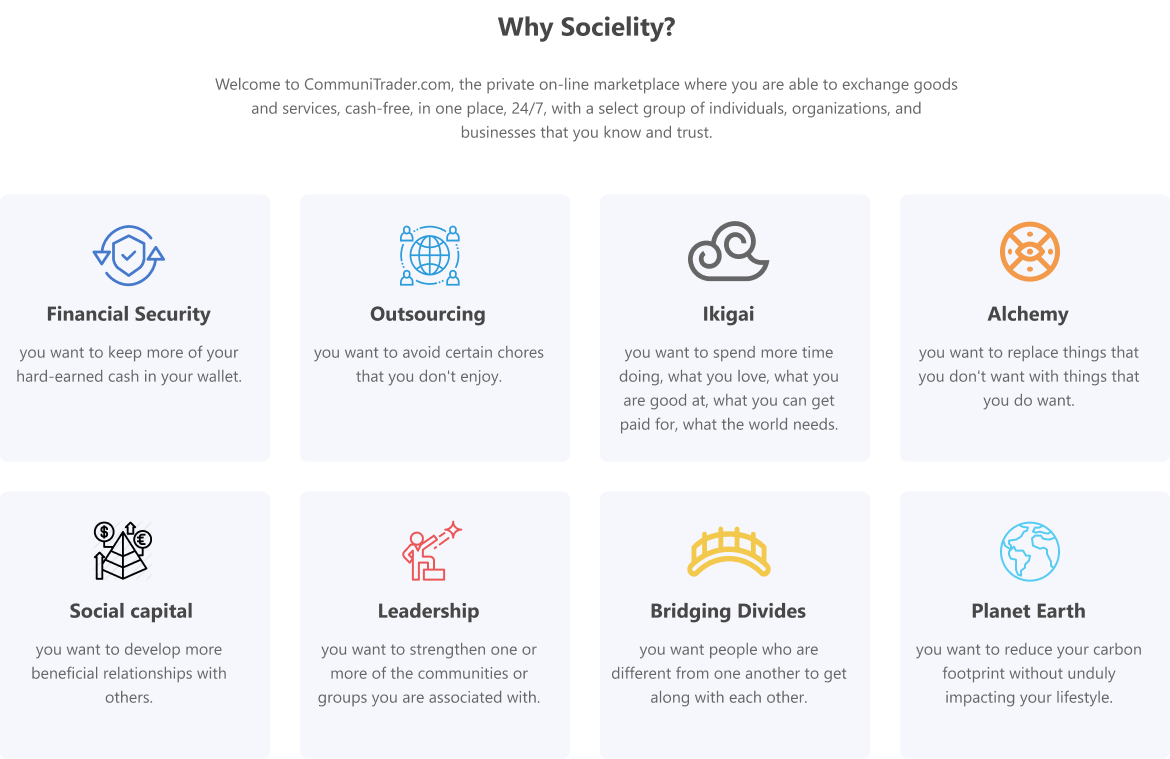 Why Socielity?
Welcome to CommuniTrader.com, the private on-line marketplace where you are able to exchange goods
and services, cash-free, in one place, 24/7, with a select group of individuals, organizations, and
businesses that you know and trust.
Financial Security
you want to keep more of your
hard-earned cash in your wallet.
Outsourcing
you want to avoid certain chores
that you don't enjoy.
Ikigai
you want to spend more time
doing, what you love, what you
are good at, what you can get
paid for, what the world needs.
Alchemy
you want to replace things that
you don't want with things that
you do want.
$
€
Social capital
you want to develop more
beneficial relationships with
others.
Leadership
you want to strengthen one or
more of the communities or
groups you are associated with.
Bridging Divides
you want people who are
different from one another to get
along with each other.
Planet Earth
you want to reduce your carbon
footprint without unduly
impacting your lifestyle.